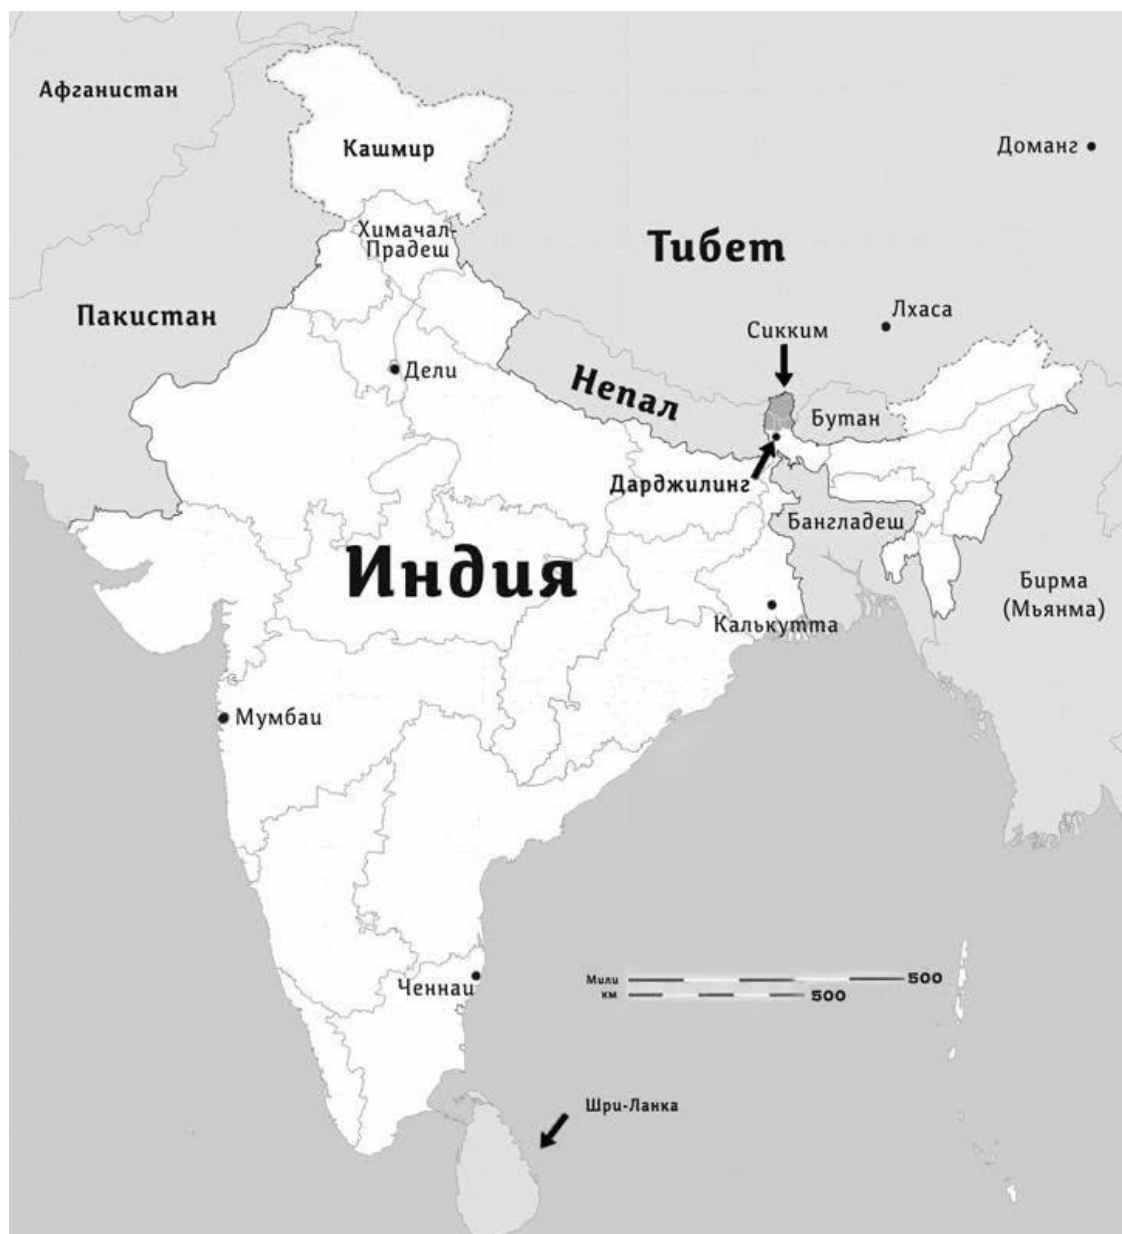 Афганистан
Кашмир
Доманг
Химачал-
Прадеш
Тибет
Пакистан
Лхаса
Сикким
Дели
Непал
Бутан
Дарджилинг
Бангладеш
Индия
Бирма
(Мьянма)
Калькутта
Мумбаи
Ченнаи
Мили 500
км 500
Шри-Ланка